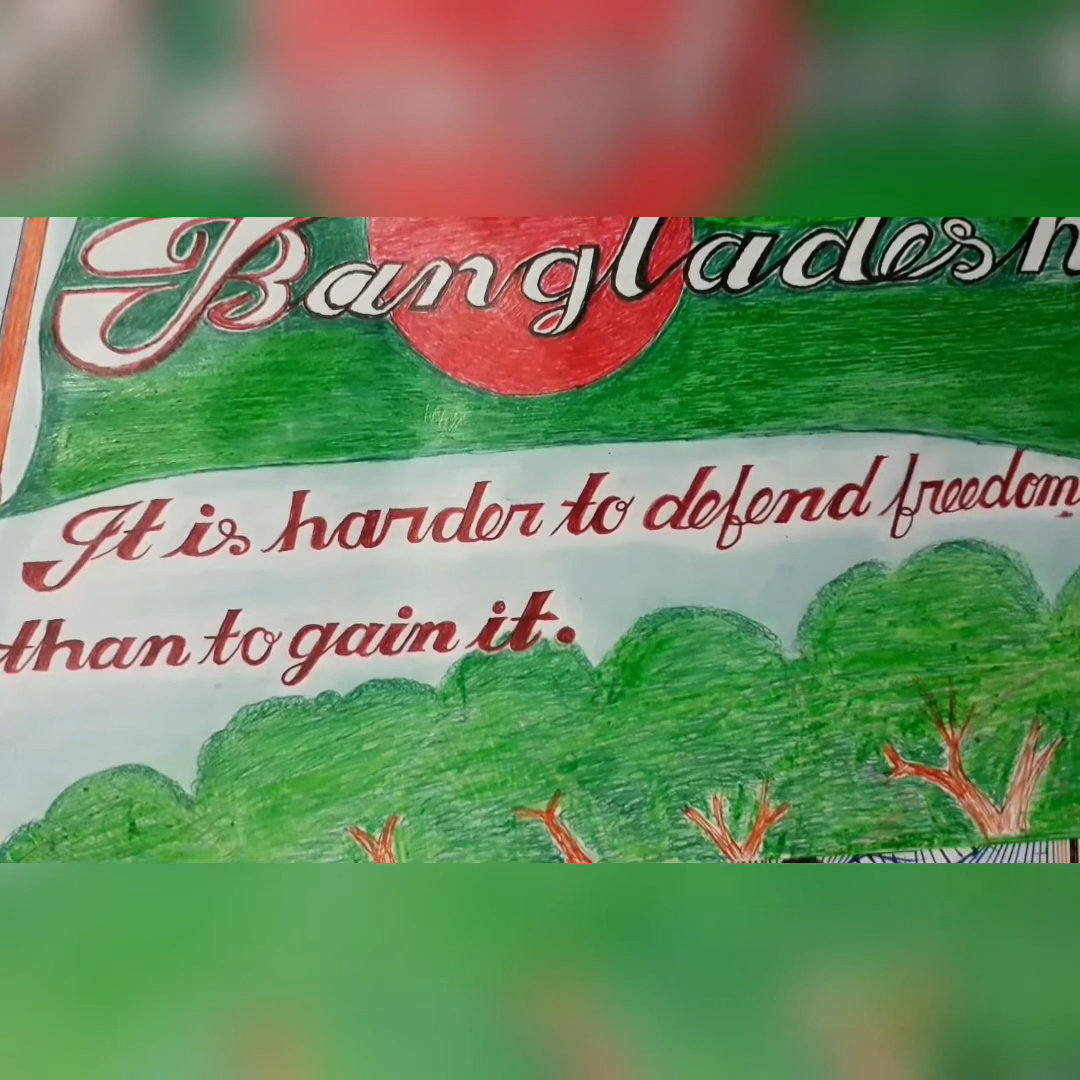 Bangladesh
It is harder to defend freedom
than to gain it.